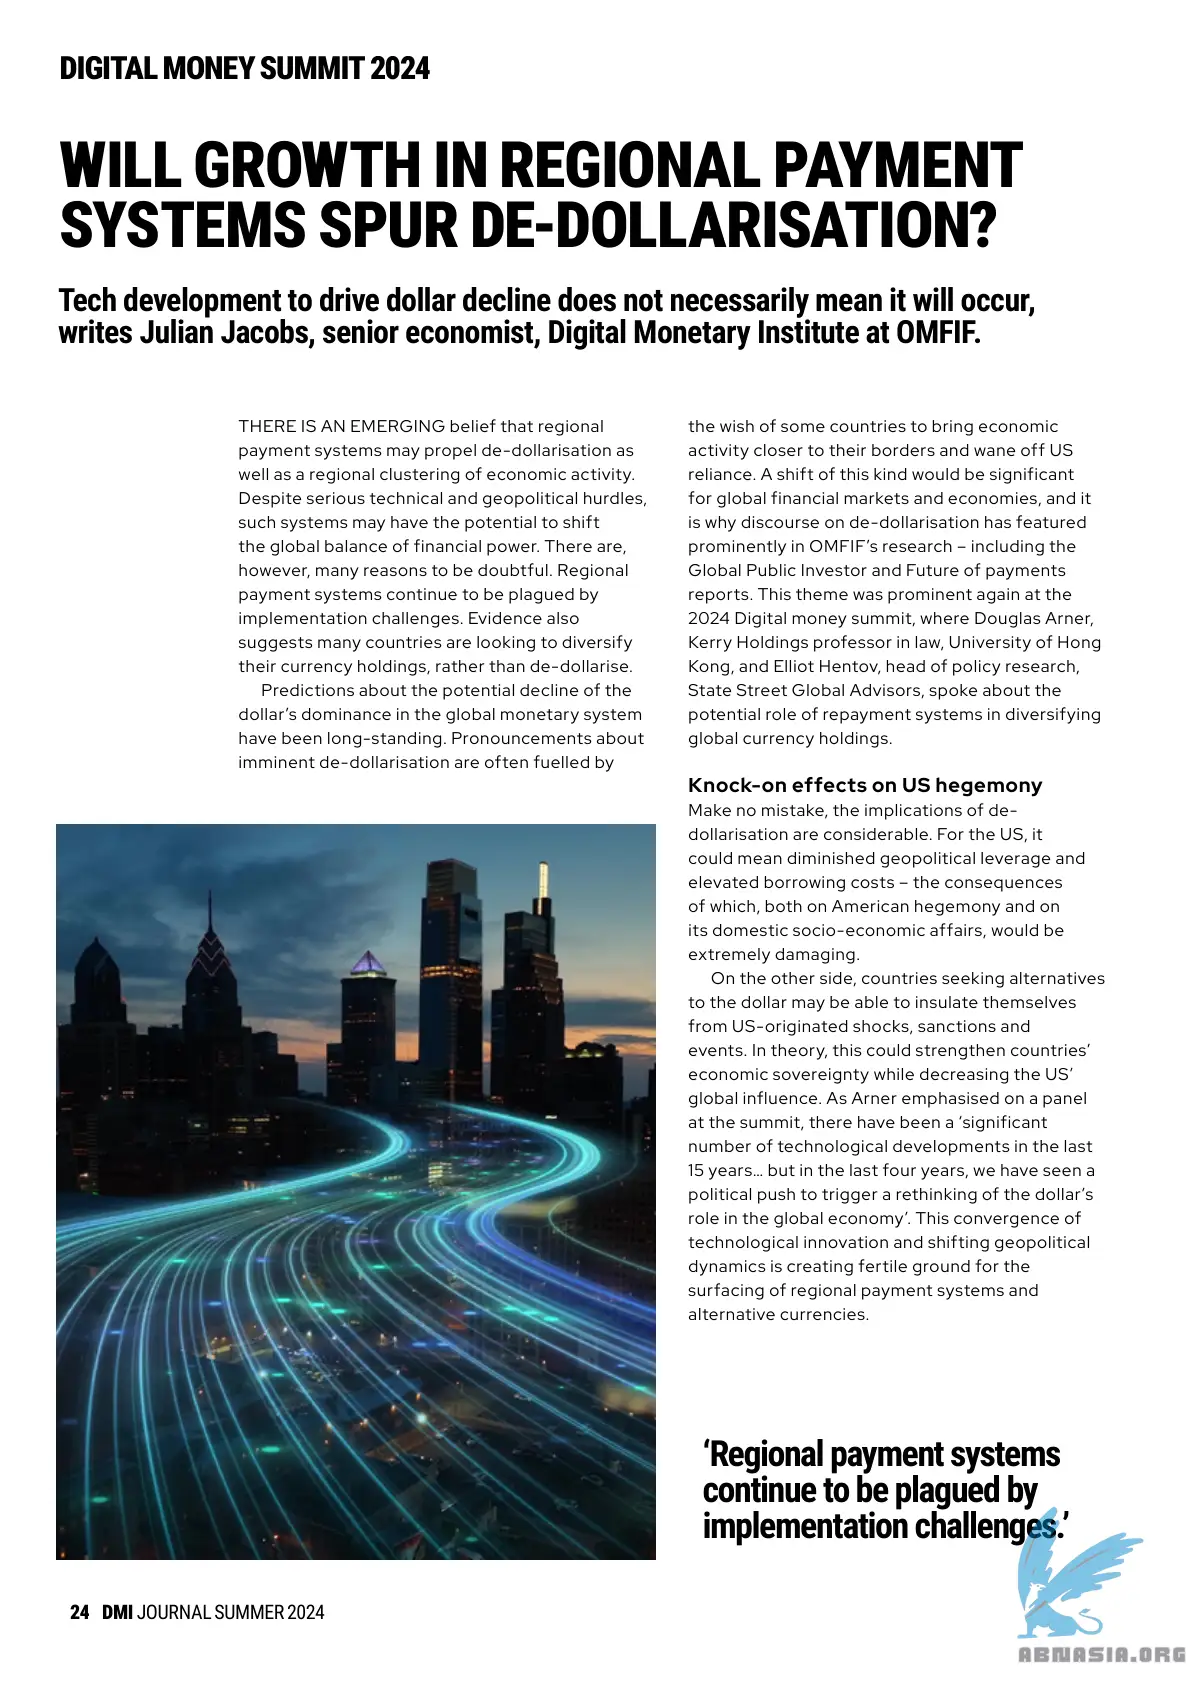 DIGITAL MONEY SUMMIT 2024
WILL GROWTH IN REGIONAL PAYMENT
SYSTEMS SPUR DE-DOLLARISATION?
Tech development to drive dollar decline does not necessarily mean it will occur,
writes Julian Jacobs, senior economist, Digital Monetary Institute at OMFIF.
THERE IS AN EMERGING belief that regional
payment systems may propel de-dollarisation as
well as a regional clustering of economic activity.
Despite serious technical and geopolitical hurdles,
such systems may have the potential to shift
the global balance of financial power. There are,
however, many reasons to be doubtful. Regional
payment systems continue to be plagued by
implementation challenges. Evidence also
suggests many countries are looking to diversify
their currency holdings, rather than de-dollarise.
Predictions about the potential decline of the
dollar’s dominance in the global monetary system
have been long-standing. Pronouncements about
imminent de-dollarisation are often fuelled by
the wish of some countries to bring economic
activity closer to their borders and wane off US
reliance. A shift of this kind would be significant
for global financial markets and economies, and it
is why discourse on de-dollarisation has featured
prominently in OMFIF’s research – including the
Global Public Investor and Future of payments
reports. This theme was prominent again at the
2024 Digital money summit, where Douglas Arner,
Kerry Holdings professor in law, University of Hong
Kong, and Elliot Hentov, head of policy research,
State Street Global Advisors, spoke about the
potential role of repayment systems in diversifying
global currency holdings.
Knock-on effects on US hegemony
Make no mistake, the implications of de-
dollarisation are considerable. For the US, it
could mean diminished geopolitical leverage and
elevated borrowing costs – the consequences
of which, both on American hegemony and on
its domestic socio-economic affairs, would be
extremely damaging.
On the other side, countries seeking alternatives
to the dollar may be able to insulate themselves
from US-originated shocks, sanctions and
events. In theory, this could strengthen countries’
economic sovereignty while decreasing the US’
global influence. As Arner emphasised on a panel
at the summit, there have been a ‘significant
number of technological developments in the last
15 years… but in the last four years, we have seen a
political push to trigger a rethinking of the dollar’s
role in the global economy’. This convergence of
technological innovation and shifting geopolitical
dynamics is creating fertile ground for the
surfacing of regional payment systems and
alternative currencies.
‘Regional payment systems
continue to be plagued by
implementation challenges.’
24 DMI JOURNAL SUMMER 2024
ABNASIA.ORG